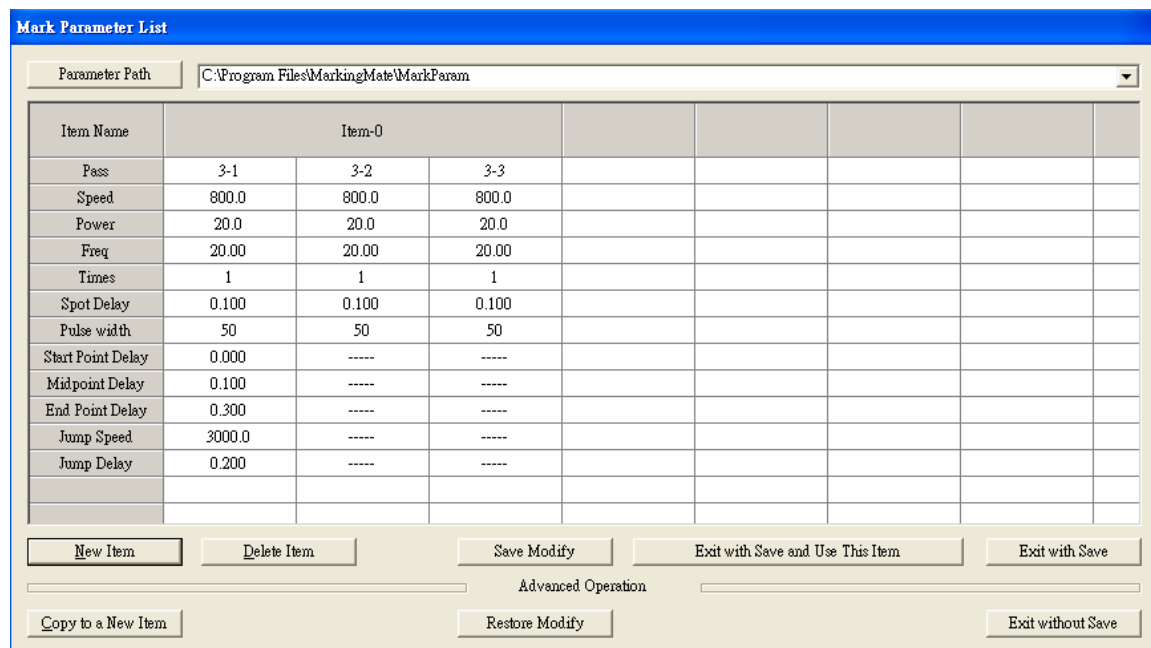 Mark Parameter List
Parameter Path C:\Program Files\MarkingMate\MarkParam
Item Name Item-0
Pass 3-1 3-2 3-3
Speed 800.0 800.0 800.0
Power 20.0 20.0 20.0
Freq 20.00 20.00 20.00
Times 1 1 1
Spot Delay 0.100 0.100 0.100
Pulse width 50 50 50
Start Point Delay 0.000 ----- -----
Midpoint Delay 0.100 ----- -----
End Point Delay 0.300 ----- -----
Jump Speed 3000.0 ----- -----
Jump Delay 0.200 ----- -----
New Item Delete Item Save Modify Exit with Save and Use This Item Exit with Save
Advanced Operation
Copy to a New Item Restore Modify Exit without Save